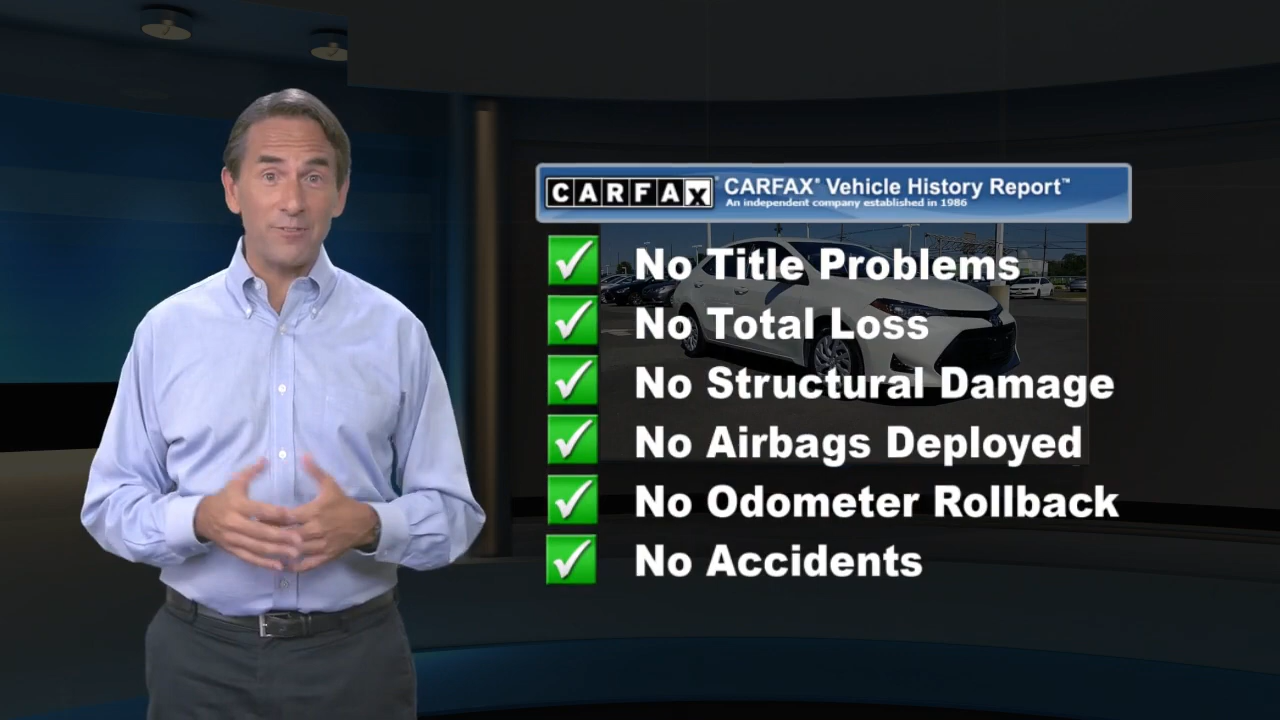 CARFAX
CARFAX® Vehicle History Report™
An independent company established in 1986
No Title Problems
No Total Loss
No Structural Damage
No Airbags Deployed
No Odometer Rollback
No Accidents